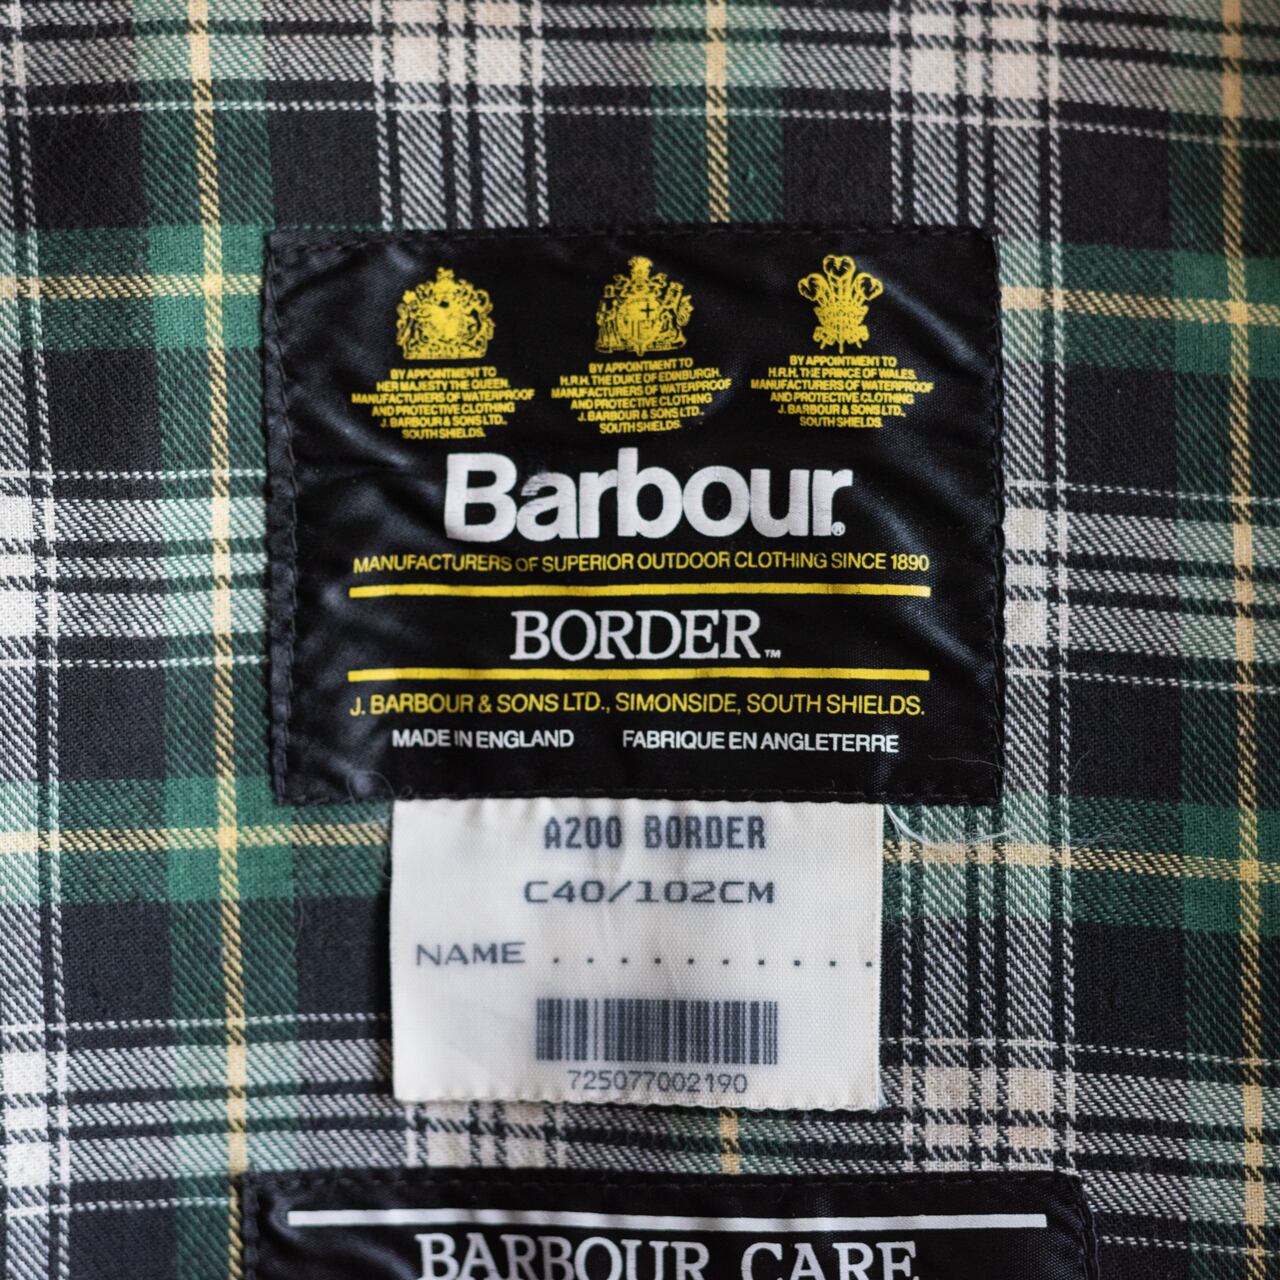 BY APPOINTMENT TO
HER MAJESTY THE QUEEN,
MANUFACTURERS OF WATERPROOF
AND PROTECTIVE CLOTHING
J. BARBOUR & SONS LTD.,
SOUTH SHIELDS.
BY APPOINTMENT TO
H.R.H. THE DUKE OF EDINBURGH,
MANUFACTURERS OF WATERPROOF
AND PROTECTIVE CLOTHING
J. BARBOUR & SONS LTD.,
SOUTH SHIELDS.
BY APPOINTMENT TO
H.R.H. THE PRINCE OF WALES,
MANUFACTURERS OF WATERPROOF
AND PROTECTIVE CLOTHING
J. BARBOUR & SONS LTD.,
SOUTH SHIELDS.
Barbour®
MANUFACTURERS OF SUPERIOR OUTDOOR CLOTHING SINCE 1890
BORDER™
J. BARBOUR & SONS LTD., SIMONSIDE, SOUTH SHIELDS.
MADE IN ENGLAND FABRIQUE EN ANGLETERRE
A200 BORDER
C40/102CM
NAME ..........
725077002190
BARBOUR CARE